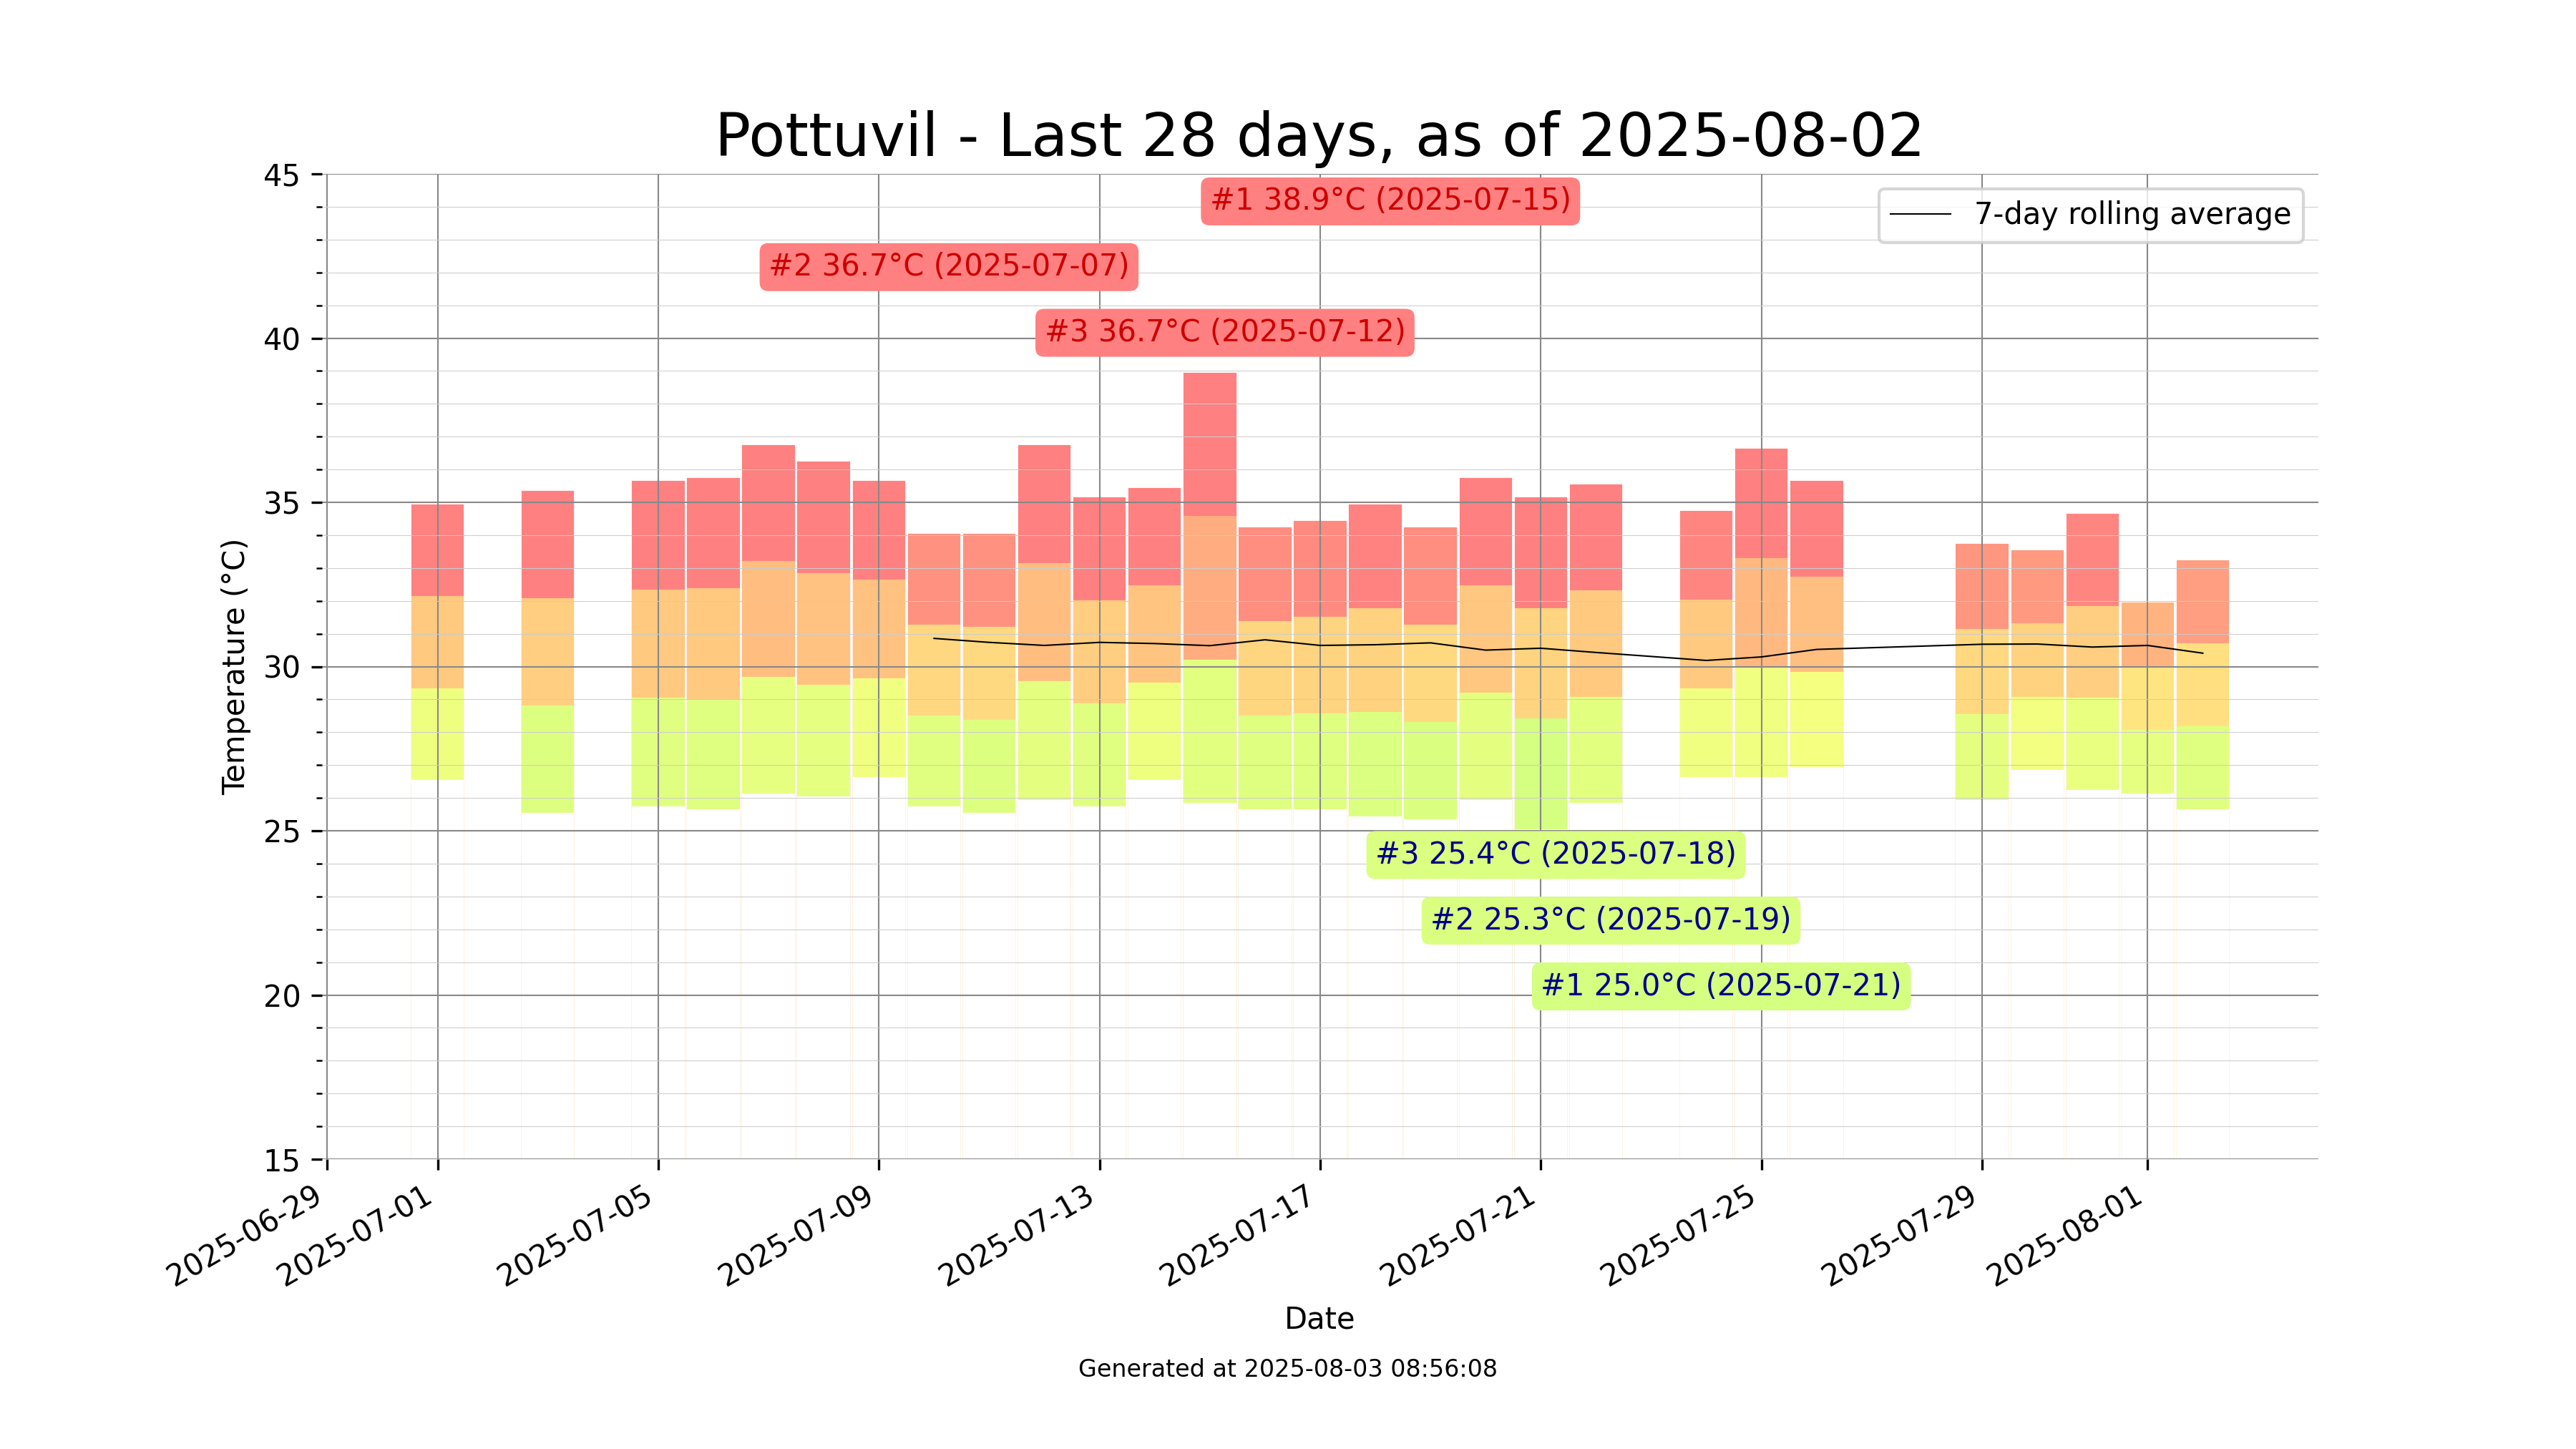 Pottuvil - Last 28 days, as of 2025-08-02
45
40
35
30
25
20
15
Temperature (°C)
#1 38.9°C (2025-07-15)
#2 36.7°C (2025-07-07)
#3 36.7°C (2025-07-12)
7-day rolling average
#3 25.4°C (2025-07-18)
#2 25.3°C (2025-07-19)
#1 25.0°C (2025-07-21)
2025-06-29
2025-07-01
2025-07-05
2025-07-09
2025-07-13
2025-07-17
2025-07-21
2025-07-25
2025-07-29
2025-08-01
Date
Generated at 2025-08-03 08:56:08